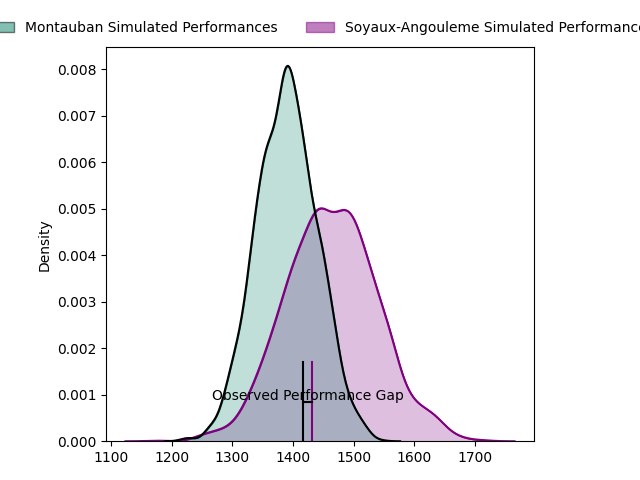 Montauban Simulated Performances
Soyaux-Angouleme Simulated Performanc
0.008
0.007
0.006
0.005
0.004
0.003
0.002
0.001
0.000
Density
Observed Performance Gap
1100 1200 1300 1400 1500 1600 1700